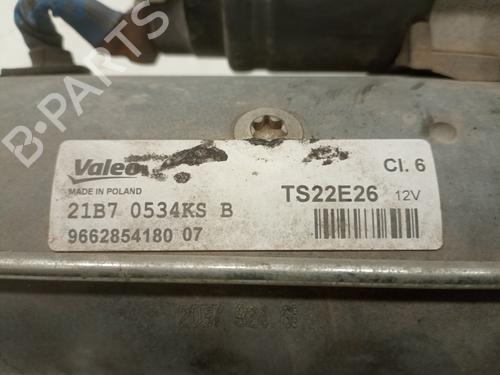 Valeo
Cl. 6
MADE IN POLAND
TS22E26 12V
21B7 0534KS B
9662854180 07
B-PARTS